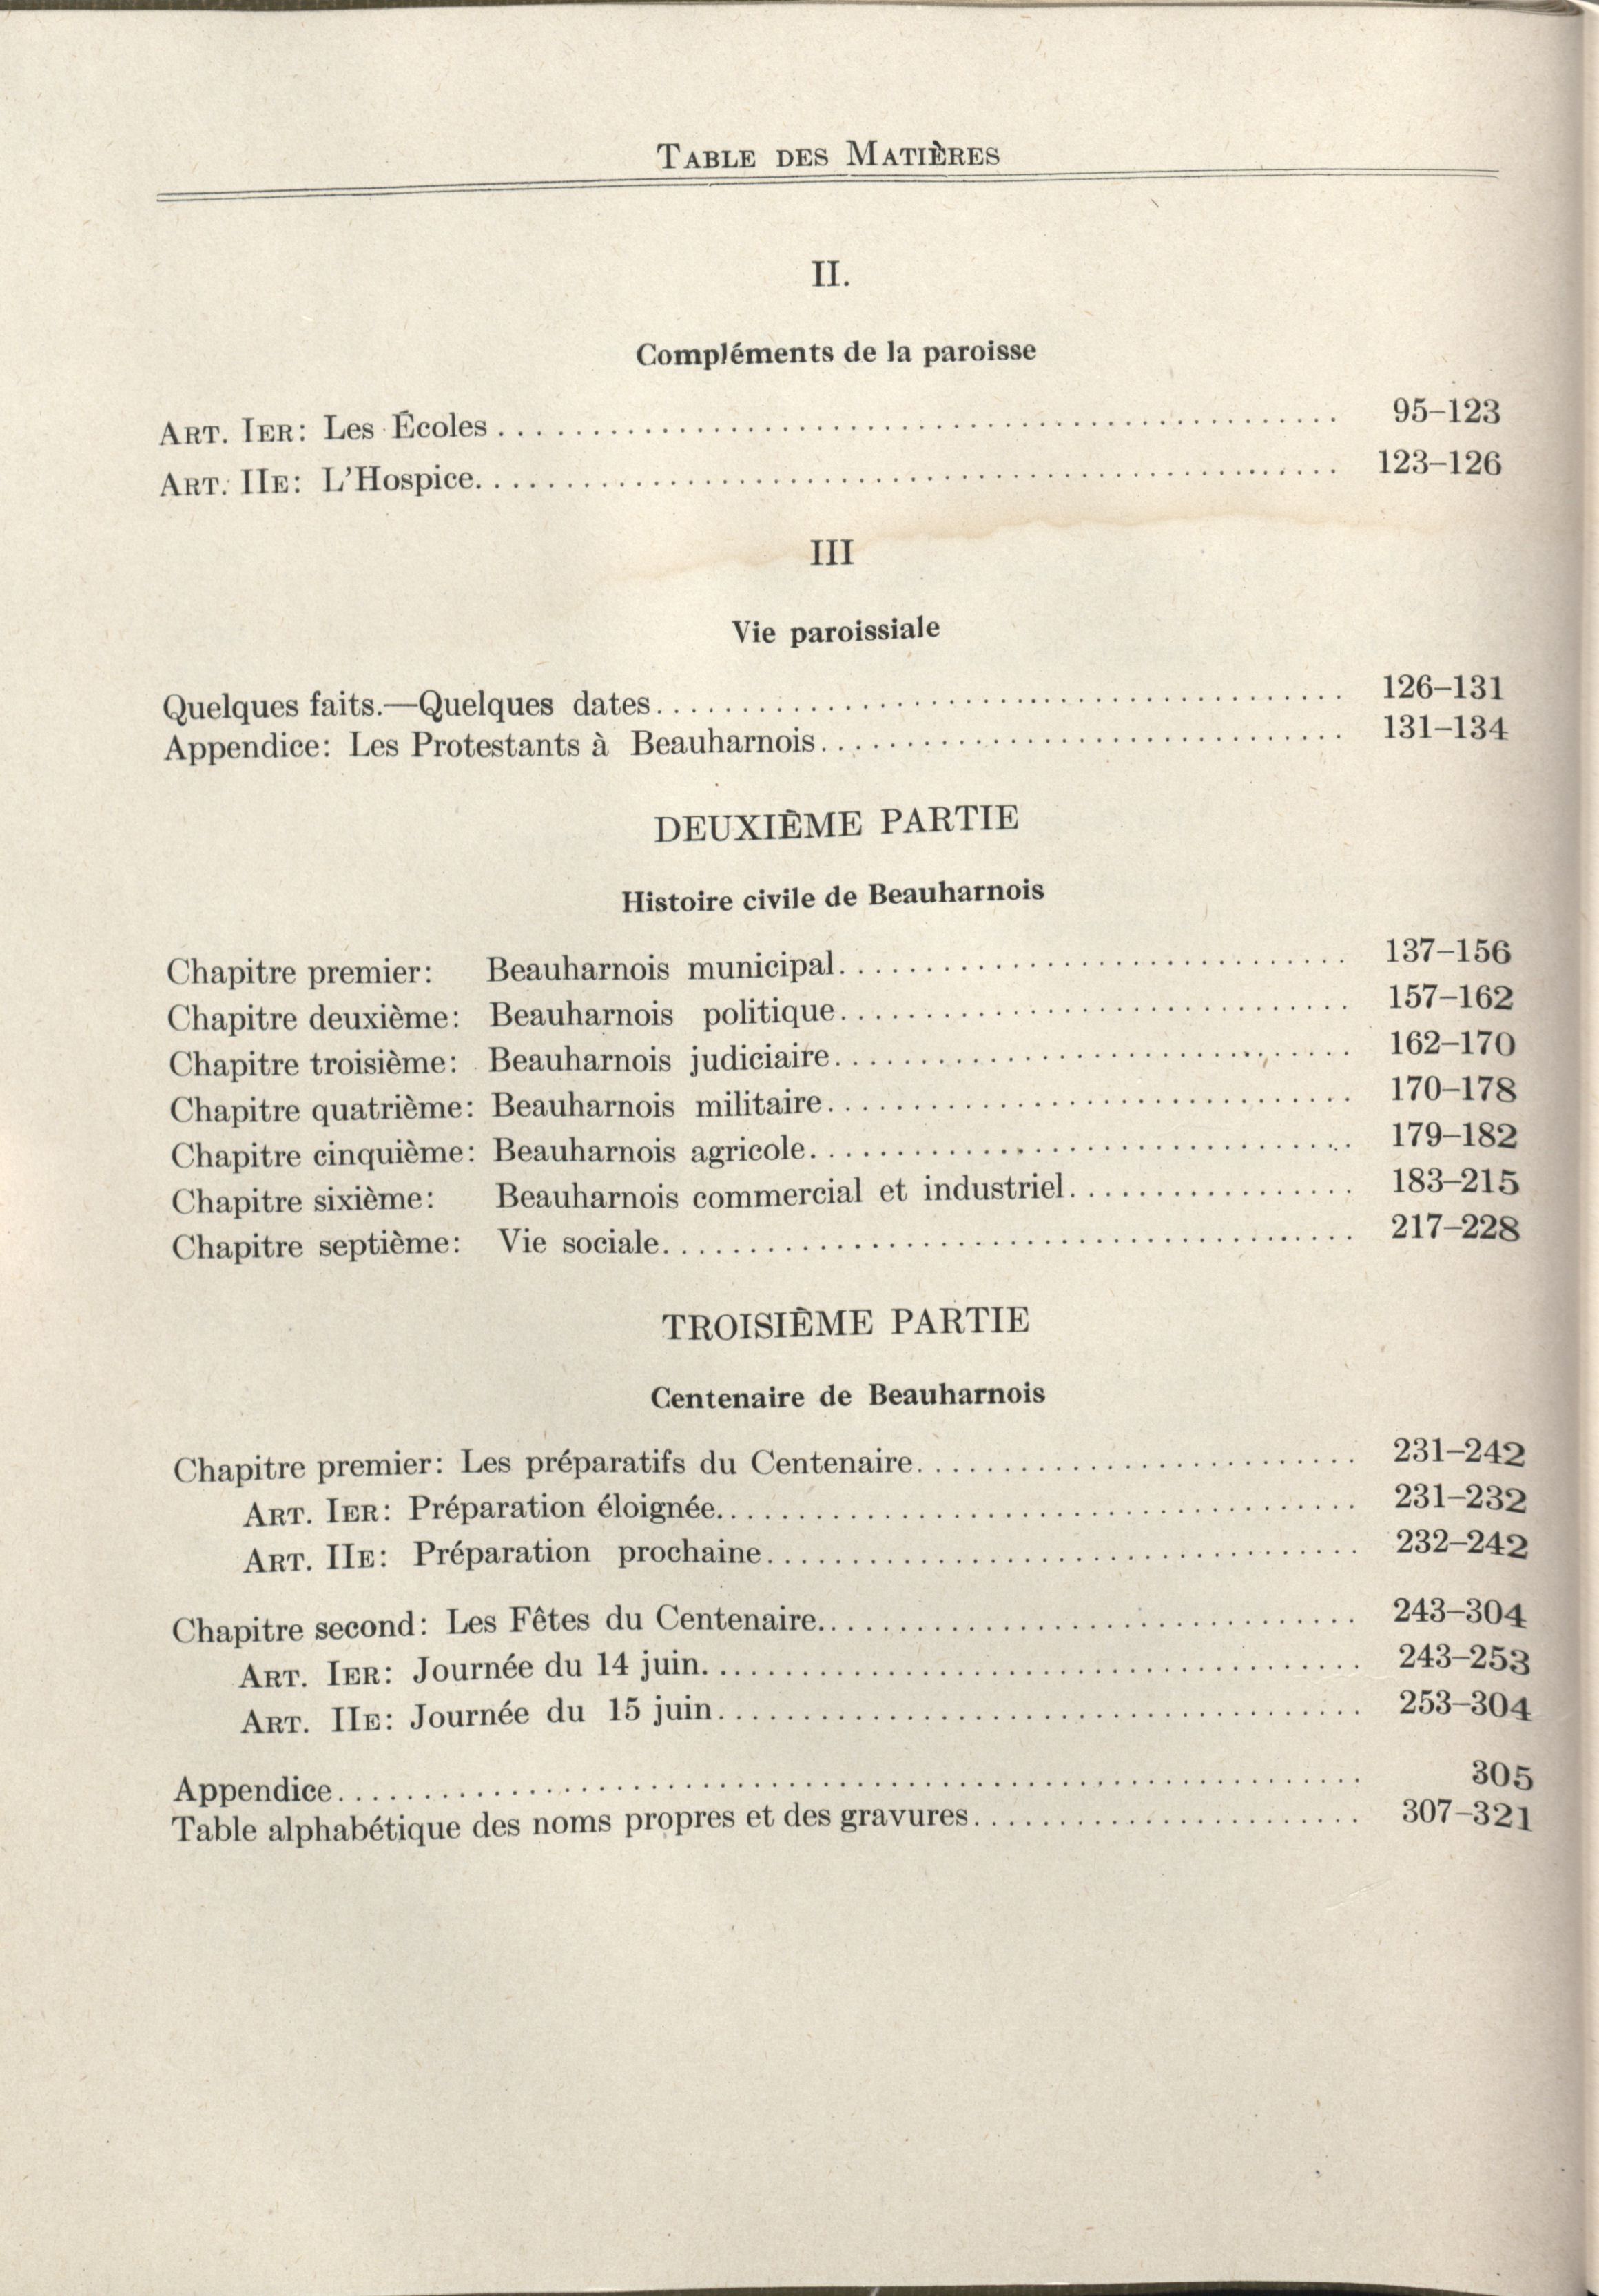 TABLE DES MATIÈRES
II.
Compléments de la paroisse
ART. IER: Les Écoles.................................................. 95–123
ART. IIE: L'Hospice.................................................. 123–126
III
Vie paroissiale
Quelques faits.—Quelques dates........................................ 126–131
Appendice: Les Protestants à Beauharnois.............................. 131–134
DEUXIÈME PARTIE
Histoire civile de Beauharnois
Chapitre premier: Beauharnois municipal.............................. 137–156
Chapitre deuxième: Beauharnois politique.............................. 157–162
Chapitre troisième: Beauharnois judiciaire.............................. 162–170
Chapitre quatrième: Beauharnois militaire.............................. 170–178
Chapitre cinquième: Beauharnois agricole.............................. 179–182
Chapitre sixième: Beauharnois commercial et industriel................. 183–215
Chapitre septième: Vie sociale........................................ 217–228
TROISIÈME PARTIE
Centenaire de Beauharnois
Chapitre premier: Les préparatifs du Centenaire.......................... 231–242
ART. IER: Préparation éloignée..................................... 231–232
ART. IIE: Préparation prochaine.................................. 232–242
Chapitre second: Les Fêtes du Centenaire............................... 243–304
ART. IER: Journée du 14 juin...................................... 243–253
ART. IIE: Journée du 15 juin..................................... 253–304
Appendice.......................................................... 305
Table alphabétique des noms propres et des gravures...................... 307–321